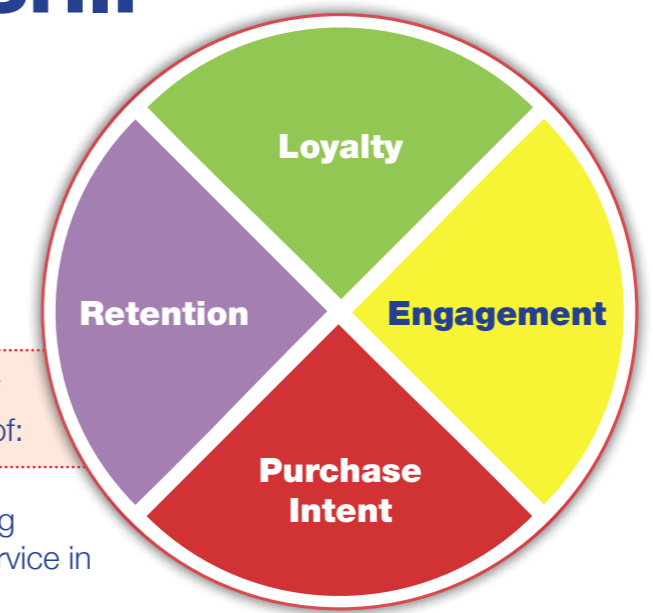 Loyalty
Retention
Engagement
of:
Purchase
Intent
rvice in